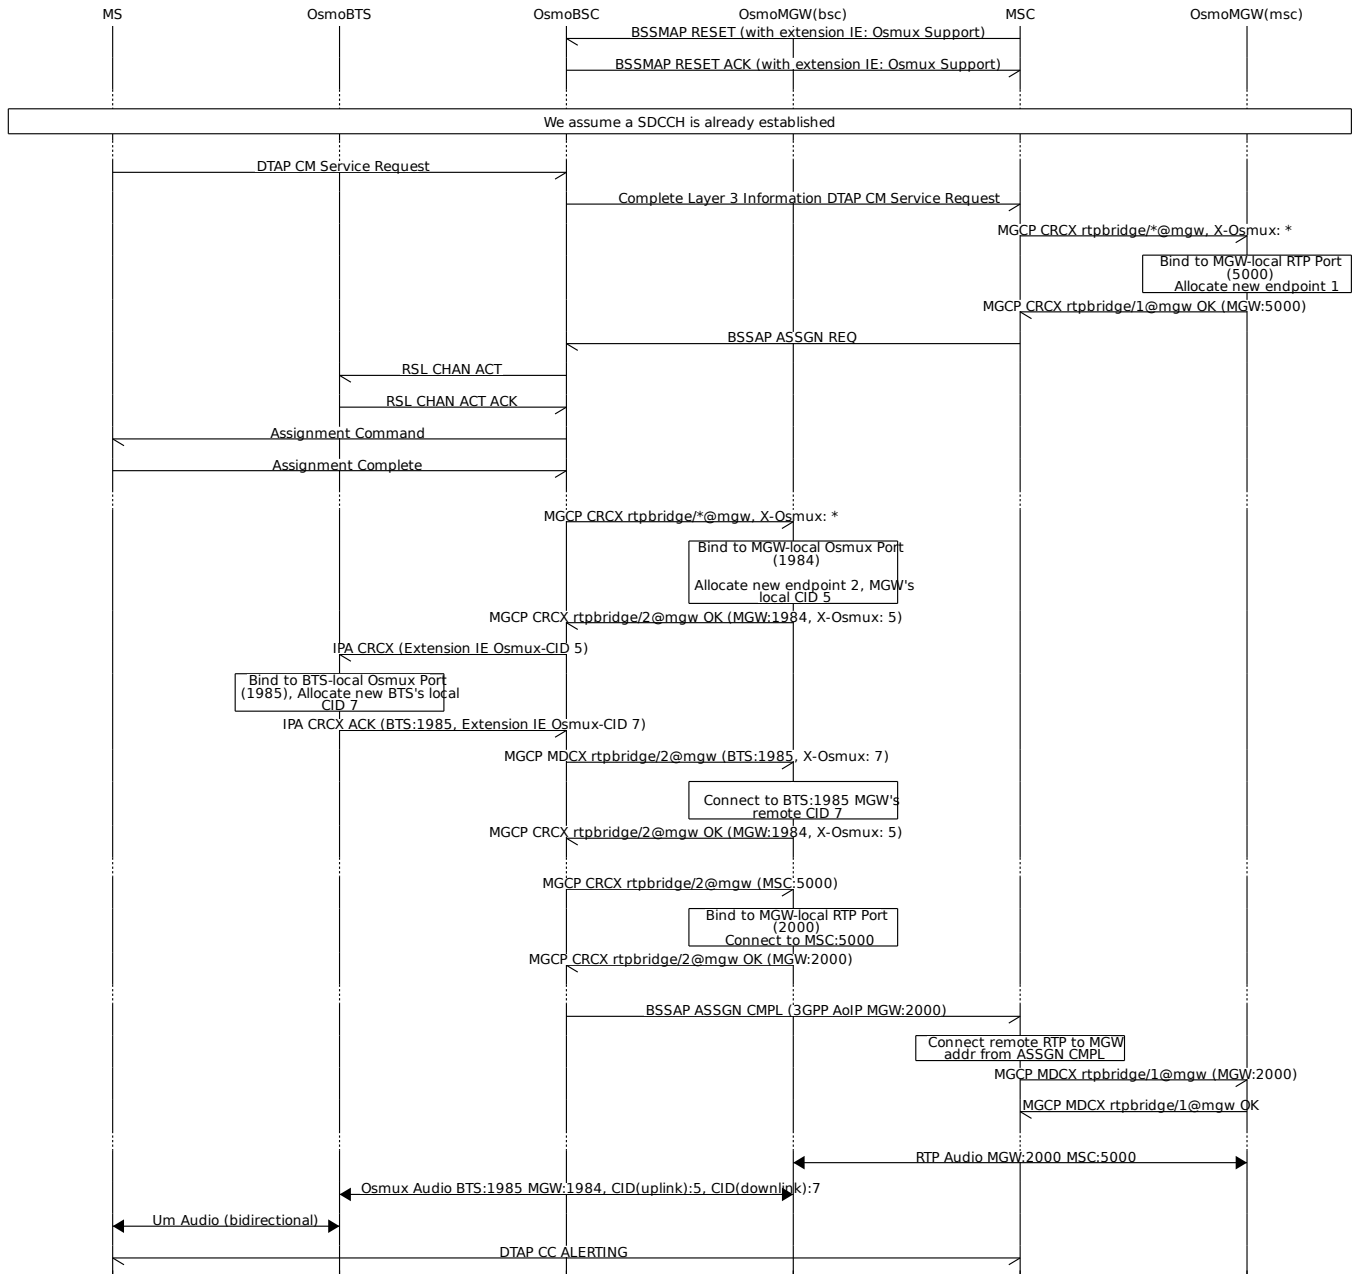 MS OsmoBTS OsmoBSC OsmoMGW(bsc) MSC OsmoMGW(msc)
BSSMAP RESET (with extension IE: Osmux Support)
BSSMAP RESET ACK (with extension IE: Osmux Support)
We assume a SDCCH is already established
DTAP CM Service Request
Complete Layer 3 Information DTAP CM Service Request
MGCP CRCX rtpbridge/*@mgw, X-Osmux: *
Bind to MGW-local RTP Port
(5000)
Allocate new endpoint 1
MGCP CRCX rtpbridge/1@mgw OK (MGW:5000)
BSSAP ASSGN REQ
RSL CHAN ACT
RSL CHAN ACT ACK
Assignment Command
Assignment Complete
MGCP CRCX rtpbridge/*@mgw, X-Osmux: *
Bind to MGW-local Osmux Port
(1984)
Allocate new endpoint 2, MGW's
local CID 5
MGCP CRCX rtpbridge/2@mgw OK (MGW:1984, X-Osmux: 5)
IPA CRCX (Extension IE Osmux-CID 5)
Bind to BTS-local Osmux Port
(1985), Allocate new BTS's local
CID 7
IPA CRCX ACK (BTS:1985, Extension IE Osmux-CID 7)
MGCP MDCX rtpbridge/2@mgw (BTS:1985, X-Osmux: 7)
Connect to BTS:1985 MGW's
remote CID 7
MGCP CRCX rtpbridge/2@mgw OK (MGW:1984, X-Osmux: 5)
MGCP CRCX rtpbridge/2@mgw (MSC:5000)
Bind to MGW-local RTP Port
(2000)
Connect to MSC:5000
MGCP CRCX rtpbridge/2@mgw OK (MGW:2000)
BSSAP ASSGN CMPL (3GPP AoIP MGW:2000)
Connect remote RTP to MGW
addr from ASSGN CMPL
MGCP MDCX rtpbridge/1@mgw (MGW:2000)
MGCP MDCX rtpbridge/1@mgw OK
RTP Audio MGW:2000 MSC:5000
Osmux Audio BTS:1985 MGW:1984, CID(uplink):5, CID(downlink):7
Um Audio (bidirectional)
DTAP CC ALERTING